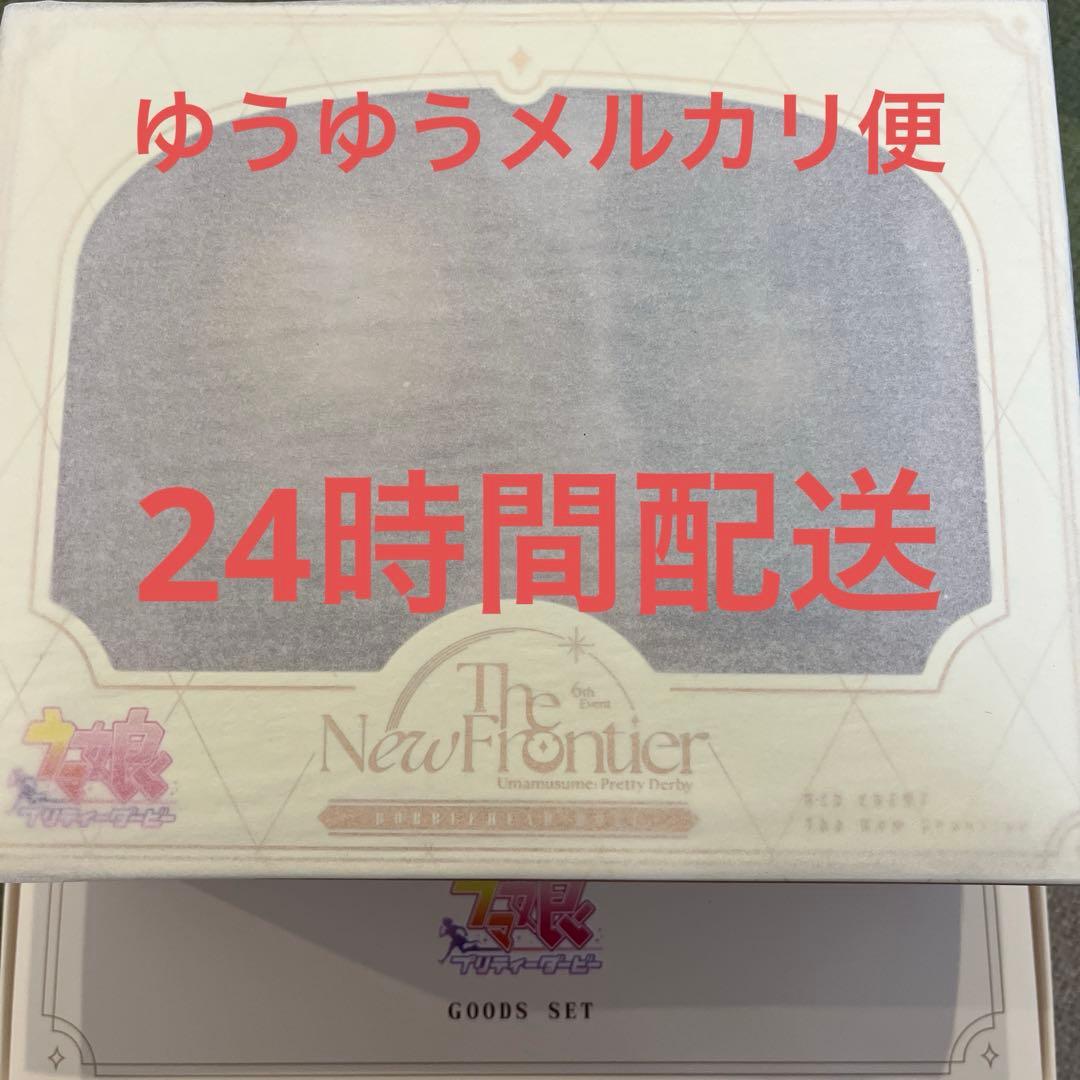 ゆうゆうメルカリ便
24時間配送
The
6th
Event
New Frontier
Umamusume: Pretty Derby
ウマ娘
プリティーダービー
BOBBLEHEAD
ウマ娘
プリティーダービー
GOODS SET